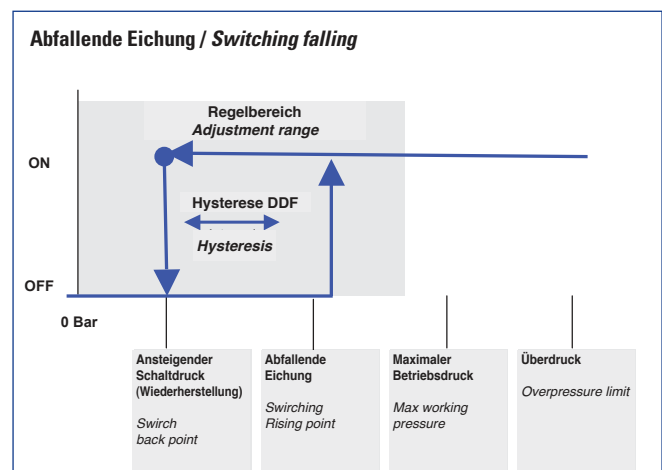 Abfallende Eichung / Switching falling
Regelbereich
Adjustment range
ON
Hysterese DDF
Hysteresis
OFF
0 Bar
Ansteigender
Schaltdruck
(Wiederherstellung)
Swirch
back point
Abfallende
Eichung
Swirching
Rising point
Maximaler
Betriebsdruck
Max working
pressure
Überdruck
Overpressure limit